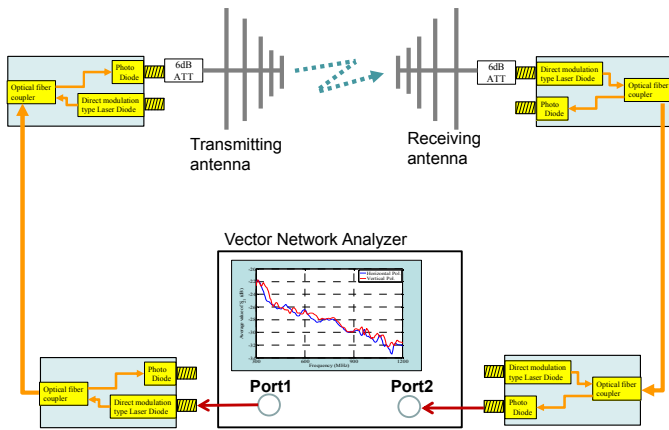 Photo
Diode
Optical fiber
coupler
Direct modulation
type Laser Diode
6dB
ATT
Transmitting
antenna
Receiving
antenna
6dB
ATT
Direct modulation
type Laser Diode
Optical fiber
coupler
Photo
Diode
Vector Network Analyzer
Horizontal Pol.
Vertical Pol.
600
900
1200
Frequency (MHz)
Port1
Port2
Photo
Diode
Optical fiber
coupler
Direct modulation
type Laser Diode
Direct modulation
type Laser Diode
Optical fiber
coupler
Photo
Diode